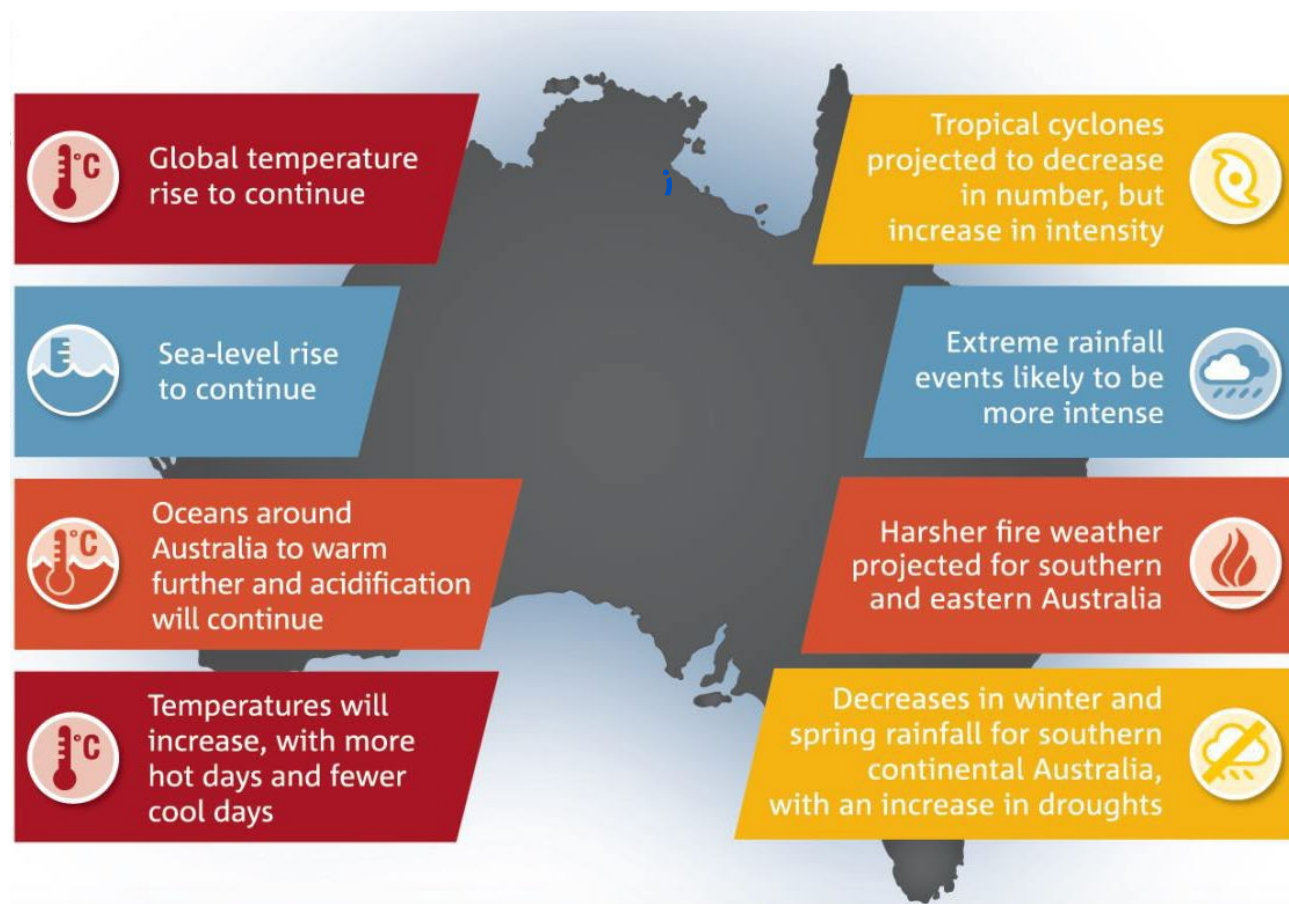 °C
Global temperature
rise to continue
Sea-level rise
to continue
°C
Oceans around
Australia to warm
further and acidification
will continue
°C
Temperatures will
increase, with more
hot days and fewer
cool days
Tropical cyclones
projected to decrease
in number, but
increase in intensity
Extreme rainfall
events likely to be
more intense
Harsher fire weather
projected for southern
and eastern Australia
Decreases in winter and
spring rainfall for southern
continental Australia,
with an increase in droughts